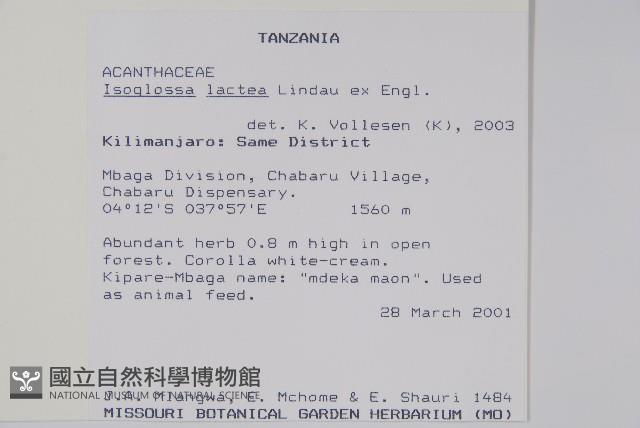 TANZANIA
ACANTHACEAE
Isoglossa lactea Lindau ex Engl.
det. K. Vollesen (K), 2003
Kilimanjaro: Same District
Mbaga Division, Chabaru Village,
Chabaru Dispensary.
04°12'S 037°57'E 1560 m
Abundant herb 0.8 m high in open
forest. Corolla white-cream.
Kipare-Mbaga name: "mdeka maon". Used
as animal feed.
28 March 2001
國立自然科學博物館
NATIONAL MUSEUM OF NATURAL SCIENCE
Mlangwa, E. Mchome & E. Shauri 1484
MISSOURI BOTANICAL GARDEN HERBARIUM (MO)